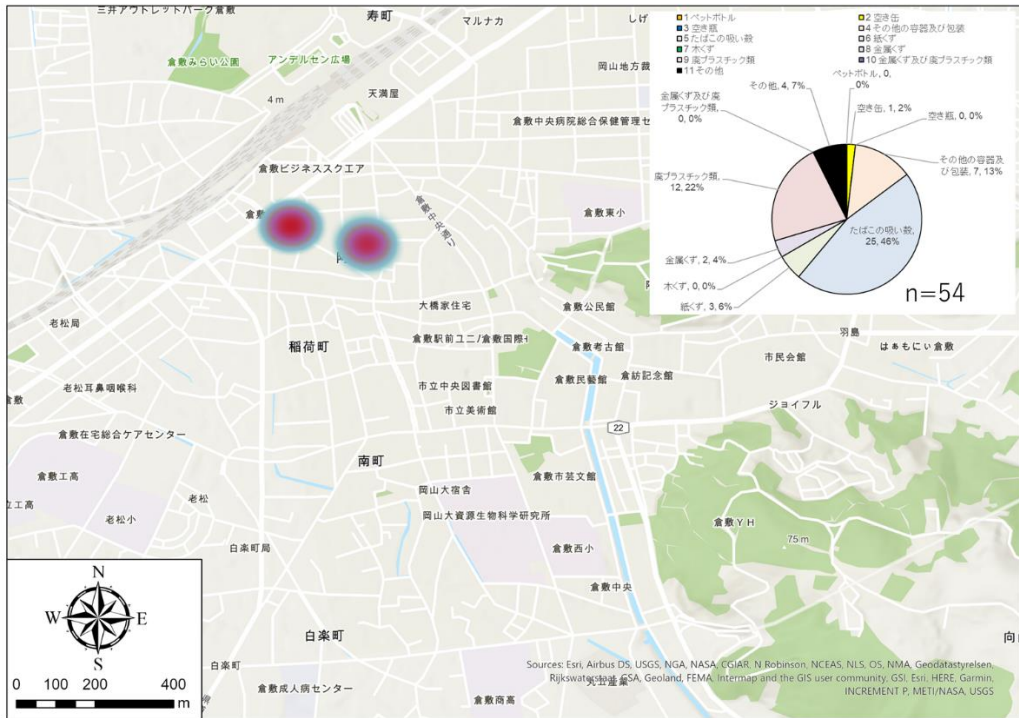 三井アウトレットパーク倉敷
寿町
マルナカ
しげ
倉敷みらい公園
アンデルセン広場
岡山地方裁
4m
天満屋
倉敷中央病院総合保健管理セ
倉敷ビジネススクエア
倉敷中央通り
倉敷東小
倉敷
大橋家住宅
倉敷公民館
老松局
稲荷町
倉敷駅前ユニ/倉敷国際
倉敷考古館
羽島
市民会館
はぁもにぃ倉敷
老松耳鼻咽喉科
市立中央図書館
倉敷民藝館
倉紡記念館
倉敷
市立美術館
ジョイフル
倉敷在宅総合ケアセンター
22
南町
倉敷工高
倉敷市芸文館
岡山大宿舎
立工高
老松
老松小
岡山大資源生物科学研究所
倉敷YH
75m
白楽町局
倉敷西小
倉敷中央
白楽町
向山
白楽町
倉敷成人病センター
倉敷商高
丸五産業
1 ペットボトル
2 空き缶
3 空き瓶
4 その他の容器及び包装
5 たばこの吸い殻
6 紙くず
7 木くず
8 金属くず
9 廃プラスチック類
10 金属くず及び廃プラスチック類
11 その他
ペットボトル, 0,
0%
その他, 4, 7%
金属くず及び廃
プラスチック類,
0, 0%
空き缶, 1, 2%
空き瓶, 0, 0%
その他の容器及
び包装, 7, 13%
廃プラスチック類,
12, 22%
たばこの吸い殻,
25, 46%
金属くず, 2, 4%
木くず, 0, 0%
紙くず, 3, 6%
n=54
N
W
E
S
0 100 200 400
m
Sources: Esri, Airbus DS, USGS, NGA, NASA, CGIAR, N Robinson, NCEAS, NLS, OS, NMA, Geodatastyrelsen,
Rijkswaterstaat, GSA, Geoland, FEMA, Intermap and the GIS user community, GSI, Esri, HERE, Garmin,
INCREMENT P, METI/NASA, USGS